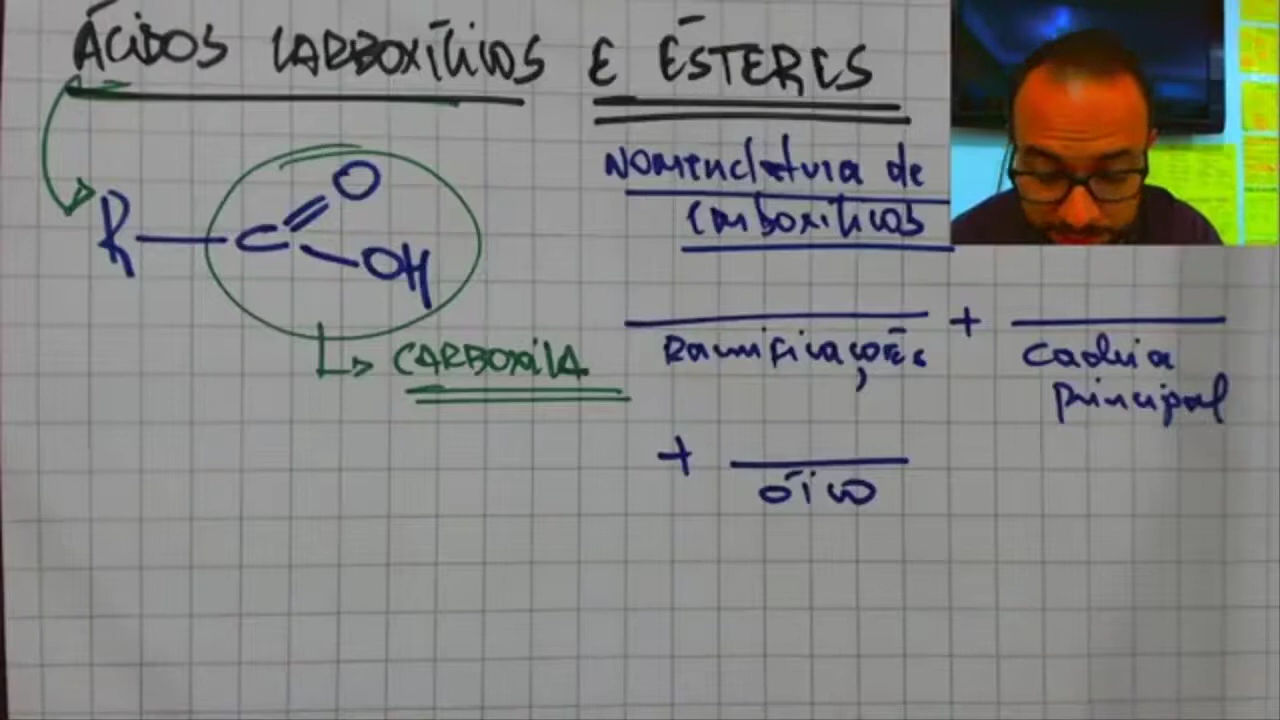 ÁCIDOS CARBOXÍLICOS E ÉSTERES
R—C=O
OH
CARBOXILA
Nomenclatura de
Carboxílicos
Ramificações
+
Cadeia
principal
+
óico